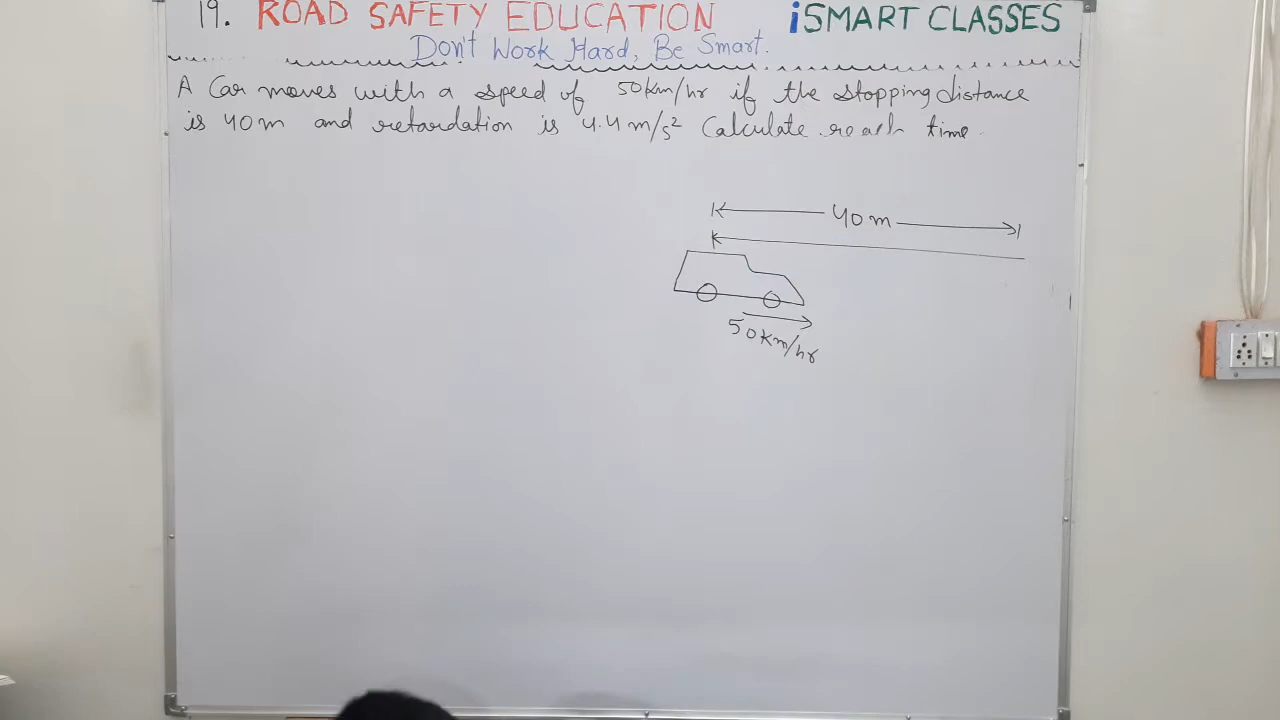 19. ROAD SAFETY EDUCATION iSMART CLASSES
Don't Work Hard, Be Smart.
A Car moves with a speed of 50km/hr if the stopping distance
is 40m and retardation is 4.4 m/s² Calculate reach time.
40m
50km/hr